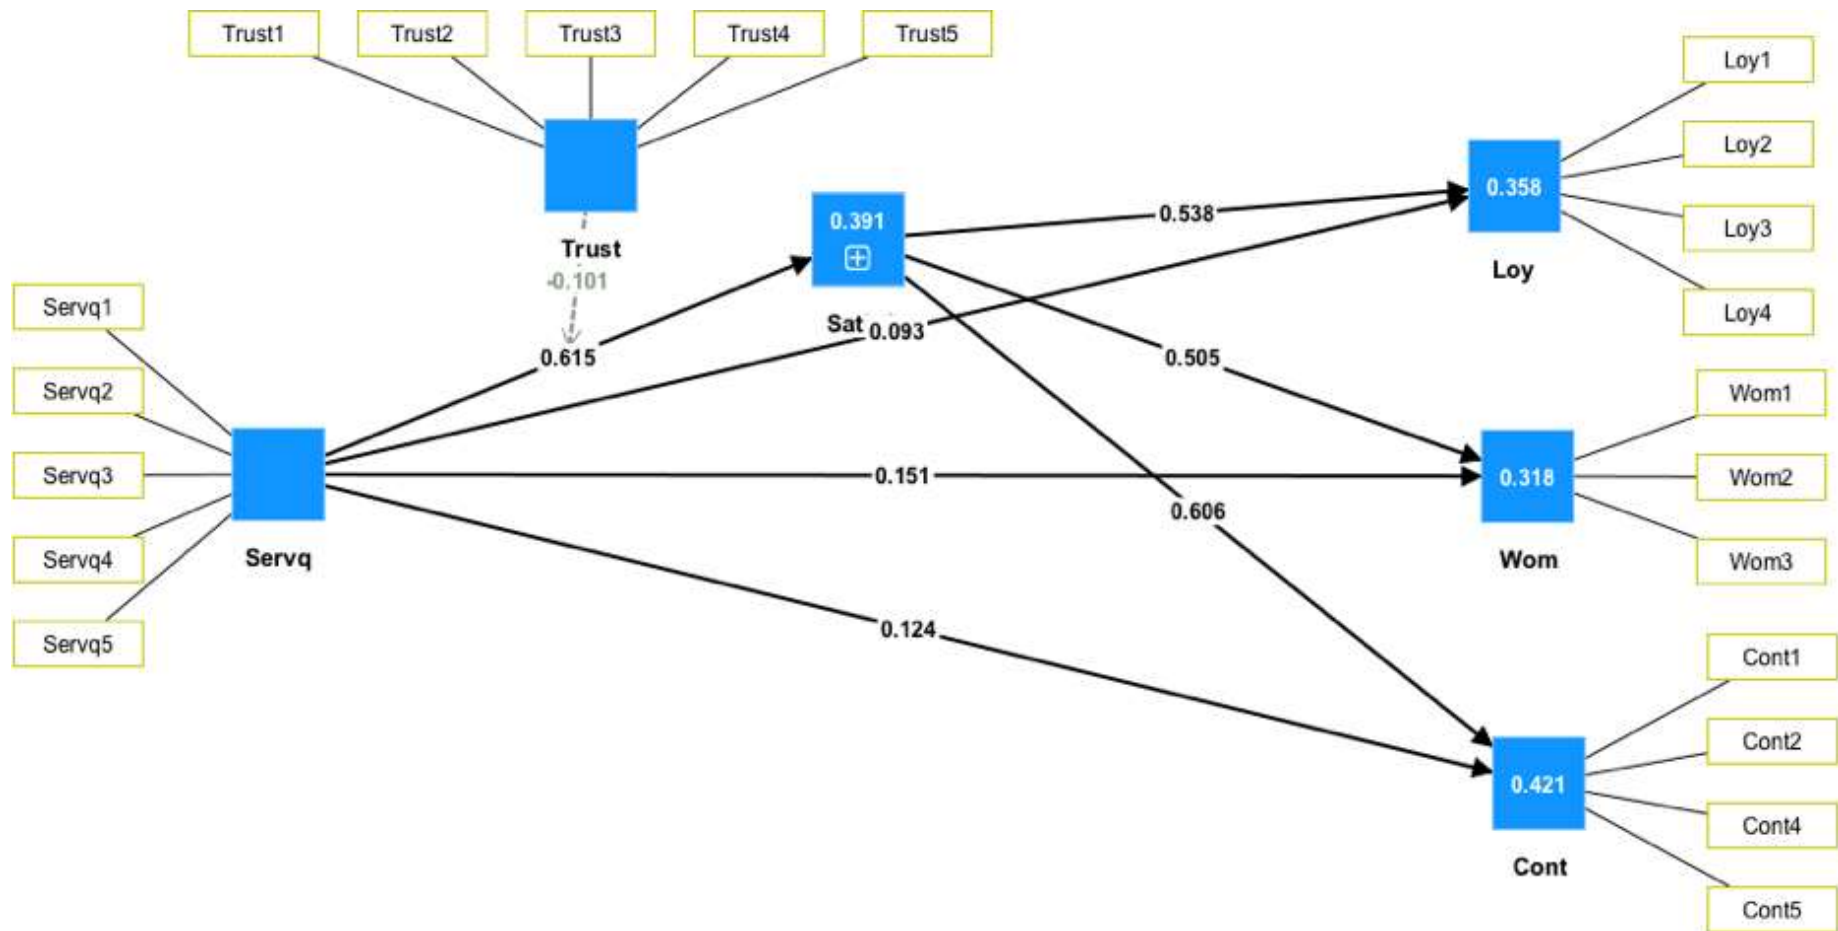 Trust1
Trust2
Trust3
Trust4
Trust5
Trust
-0.101
Servq1
Servq2
Servq3
Servq4
Servq5
Servq
0.615
0.391
Sat
0.093
0.538
0.505
0.151
0.606
0.124
0.358
Loy
Loy1
Loy2
Loy3
Loy4
0.318
Wom
Wom1
Wom2
Wom3
0.421
Cont
Cont1
Cont2
Cont4
Cont5